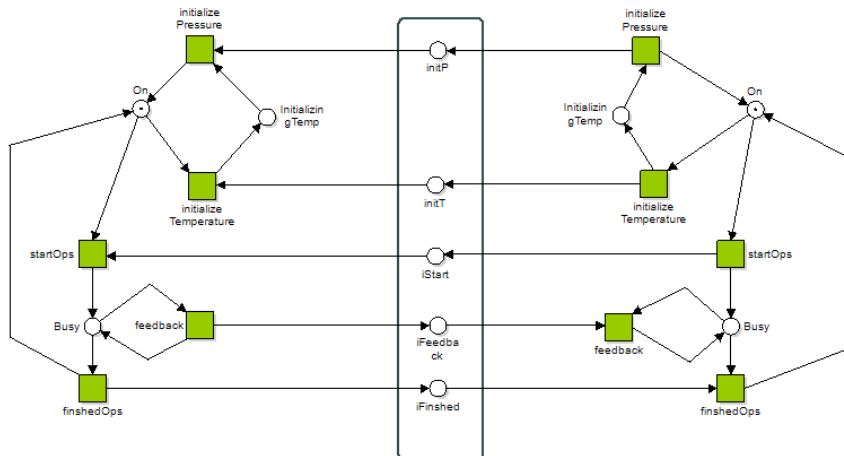 initialize
Pressure
initialize
Pressure
initP
On
On
Initializin
gTemp
Initializin
gTemp
initialize
Temperature
initT
initialize
Temperature
startOps
iStart
startOps
Busy
feedback
iFeedba
ck
feedback
Busy
finshedOps
iFinshed
finshedOps